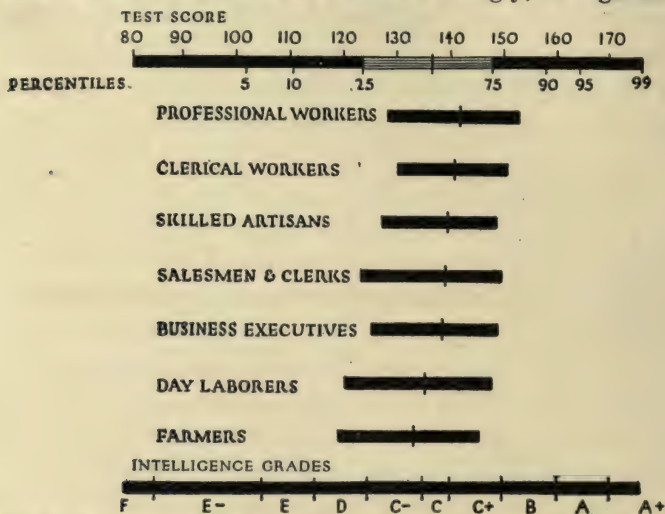 TEST SCORE
80 90 100 110 120 130 140 150 160 170
PERCENTILES. 5 10 .25 75 90 95 99
PROFESSIONAL WORKERS
CLERICAL WORKERS
SKILLED ARTISANS
SALESMEN & CLERKS
BUSINESS EXECUTIVES
DAY LABORERS
FARMERS
INTELLIGENCE GRADES
F E- E D C- C C+ B A A+